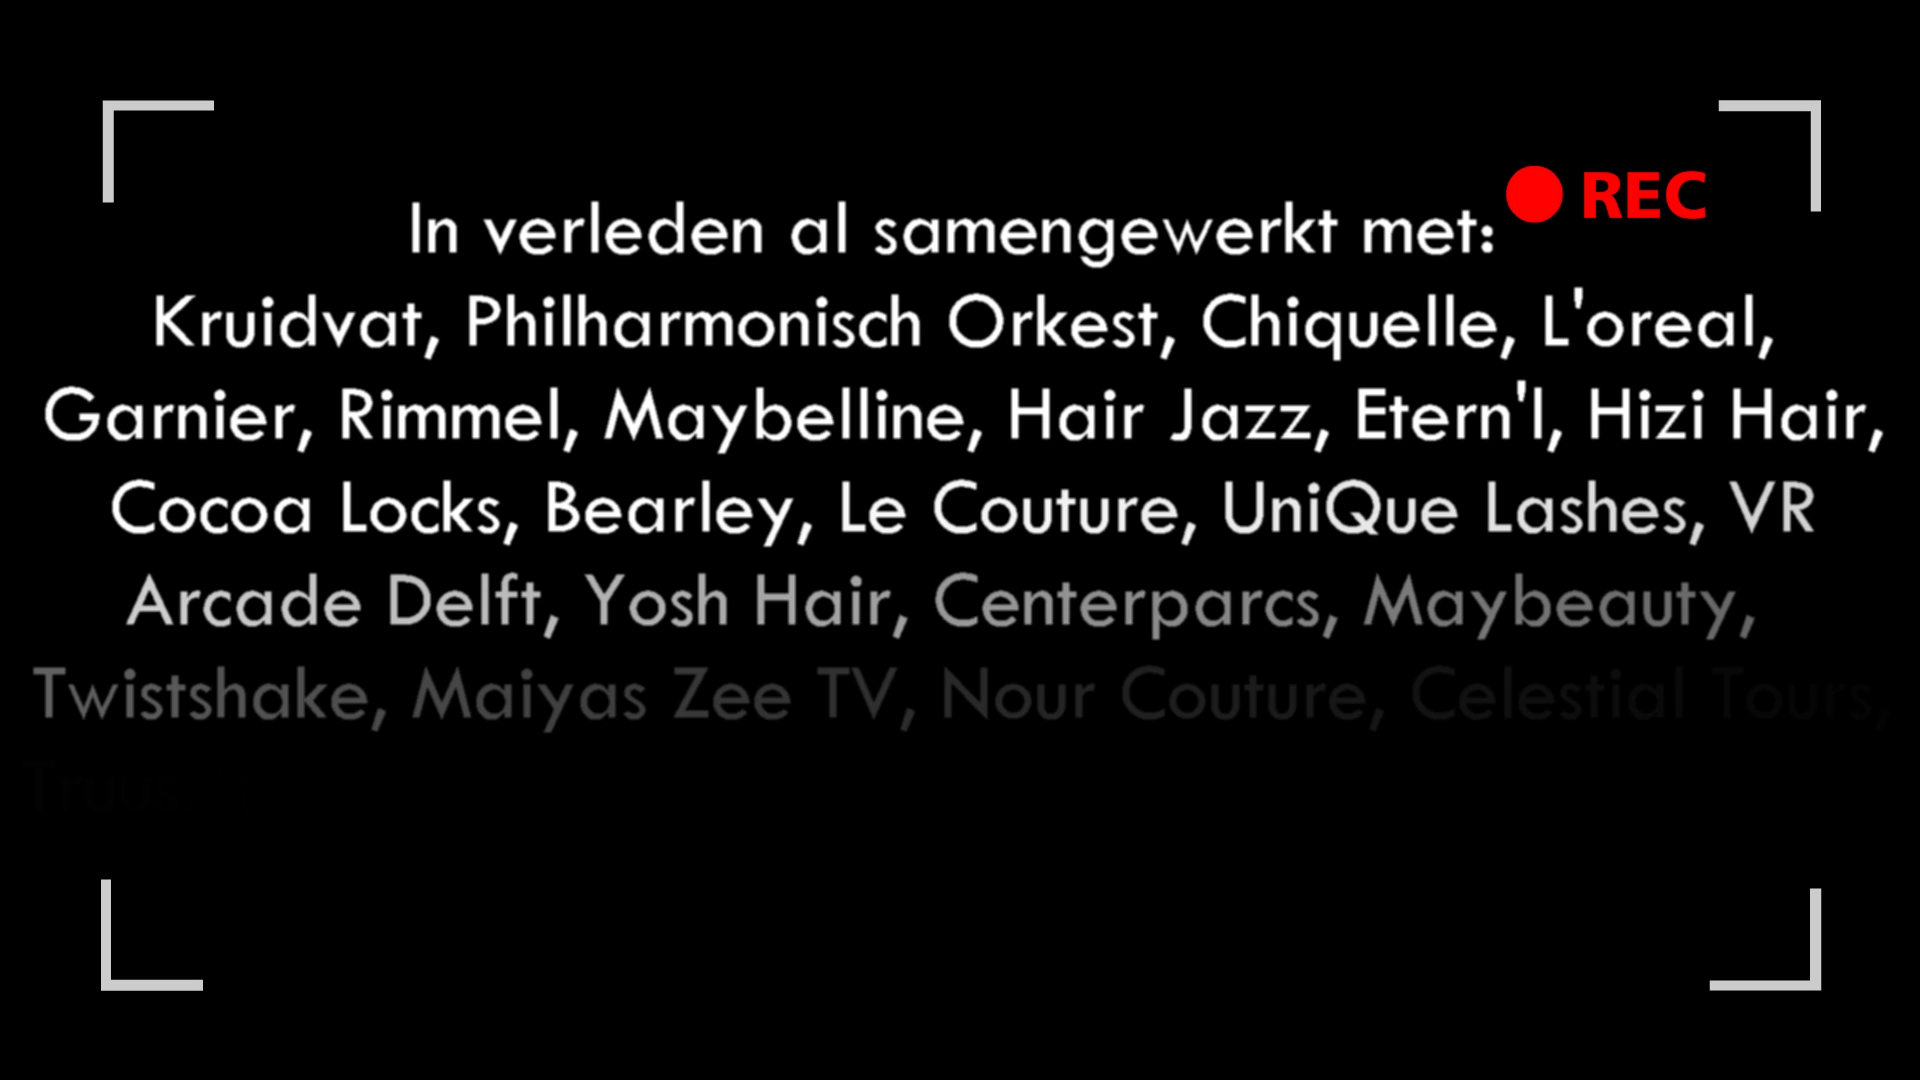 REC
In verleden al samengewerkt met:
Kruidvat, Philharmonisch Orkest, Chiquelle, L'oreal,
Garnier, Rimmel, Maybelline, Hair Jazz, Etern'l, Hizi Hair,
Cocoa Locks, Bearley, Le Couture, UniQue Lashes, VR
Arcade Delft, Yosh Hair, Centerparcs, Maybeauty,
Twistshake, Maiyas Zee TV, Nour Couture, Celestial Tours,
Truus.